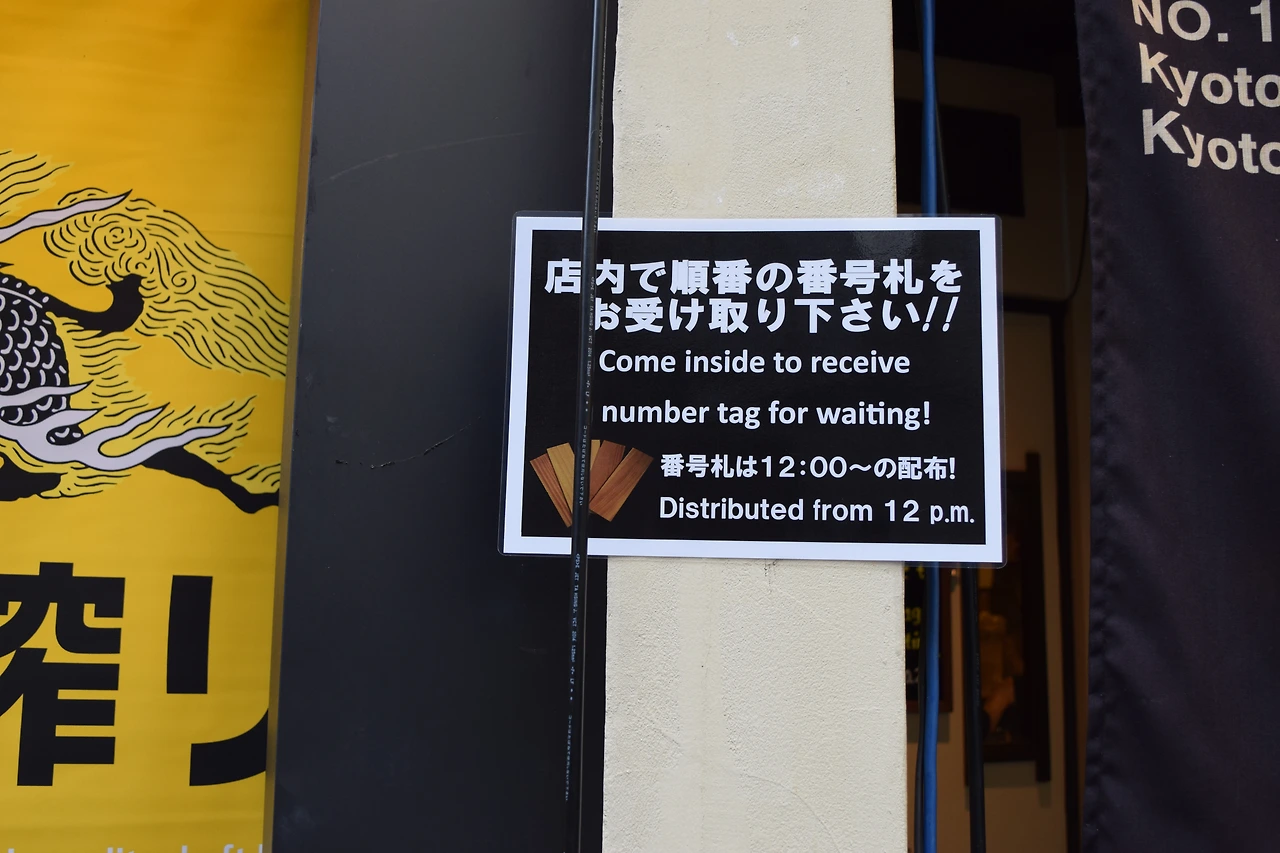 搾り
店内で順番の番号札を
お受け取り下さい!!
Come inside to receive
number tag for waiting!
番号札は12:00～の配布!
Distributed from 12 p.m.
NO. 1
Kyoto
Kyoto